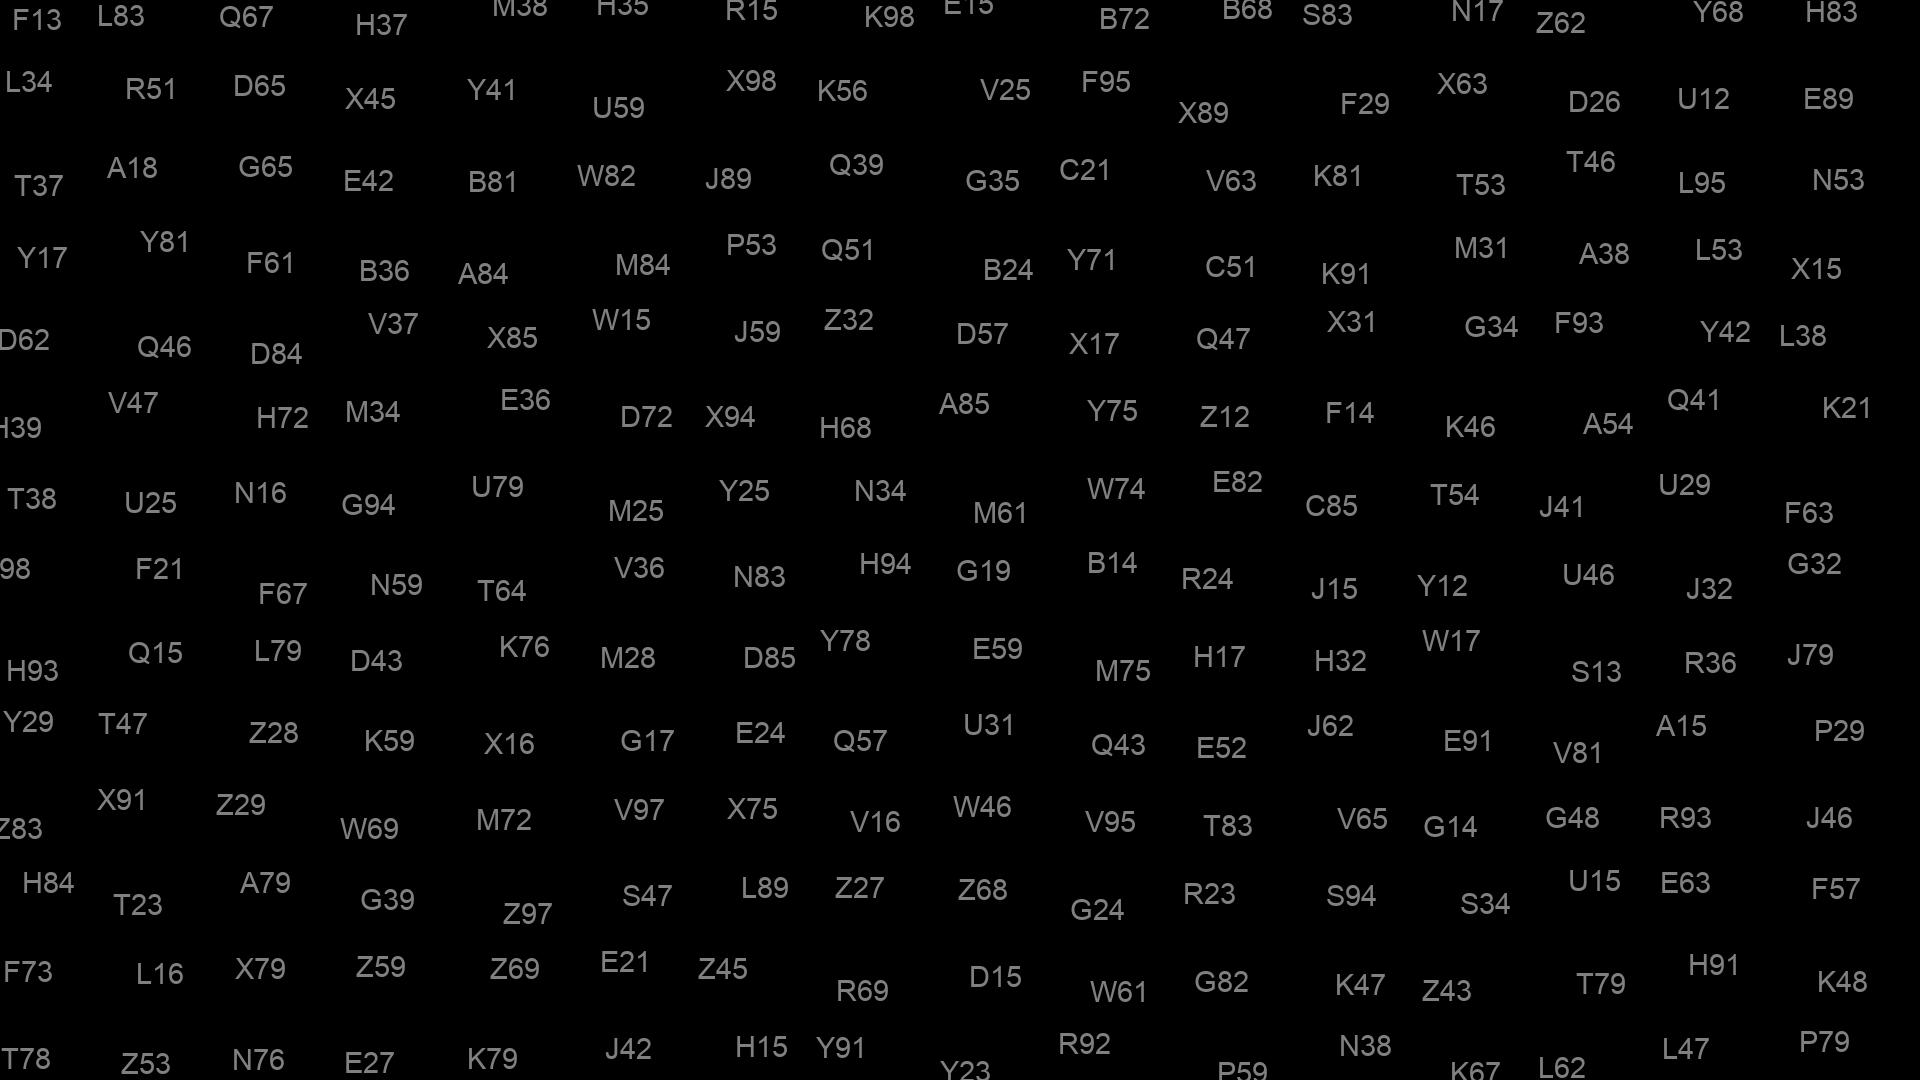 F13 L83 Q67 H37 M38 H35 R15 K98 E15 B72 B68 S83 N17 Z62 Y68 H83
L34 R51 D65 X45 Y41 U59 X98 K56 V25 F95 X89 F29 X63 D26 U12 E89
T37 A18 G65 E42 B81 W82 J89 Q39 G35 C21 V63 K81 T53 T46 L95 N53
Y17 Y81 F61 B36 A84 M84 P53 Q51 B24 Y71 C51 K91 M31 A38 L53 X15
D62 Q46 D84 V37 X85 W15 J59 Z32 D57 X17 Q47 X31 G34 F93 Y42 L38
H39 V47 H72 M34 E36 D72 X94 H68 A85 Y75 Z12 F14 K46 A54 Q41 K21
T38 U25 N16 G94 U79 M25 Y25 N34 M61 W74 E82 C85 T54 J41 U29 F63
98 F21 F67 N59 T64 V36 N83 H94 G19 B14 R24 J15 Y12 U46 J32 G32
H93 Q15 L79 D43 K76 M28 D85 Y78 E59 M75 H17 H32 W17 S13 R36 J79
Y29 T47 Z28 K59 X16 G17 E24 Q57 U31 Q43 E52 J62 E91 V81 A15 P29
Z83 X91 Z29 W69 M72 V97 X75 V16 W46 V95 T83 V65 G14 G48 R93 J46
H84 T23 A79 G39 Z97 S47 L89 Z27 Z68 G24 R23 S94 S34 U15 E63 F57
F73 L16 X79 Z59 Z69 E21 Z45 R69 D15 W61 G82 K47 Z43 T79 H91 K48
T78 Z53 N76 E27 K79 J42 H15 Y91 Y23 R92 P59 N38 K67 L62 L47 P79